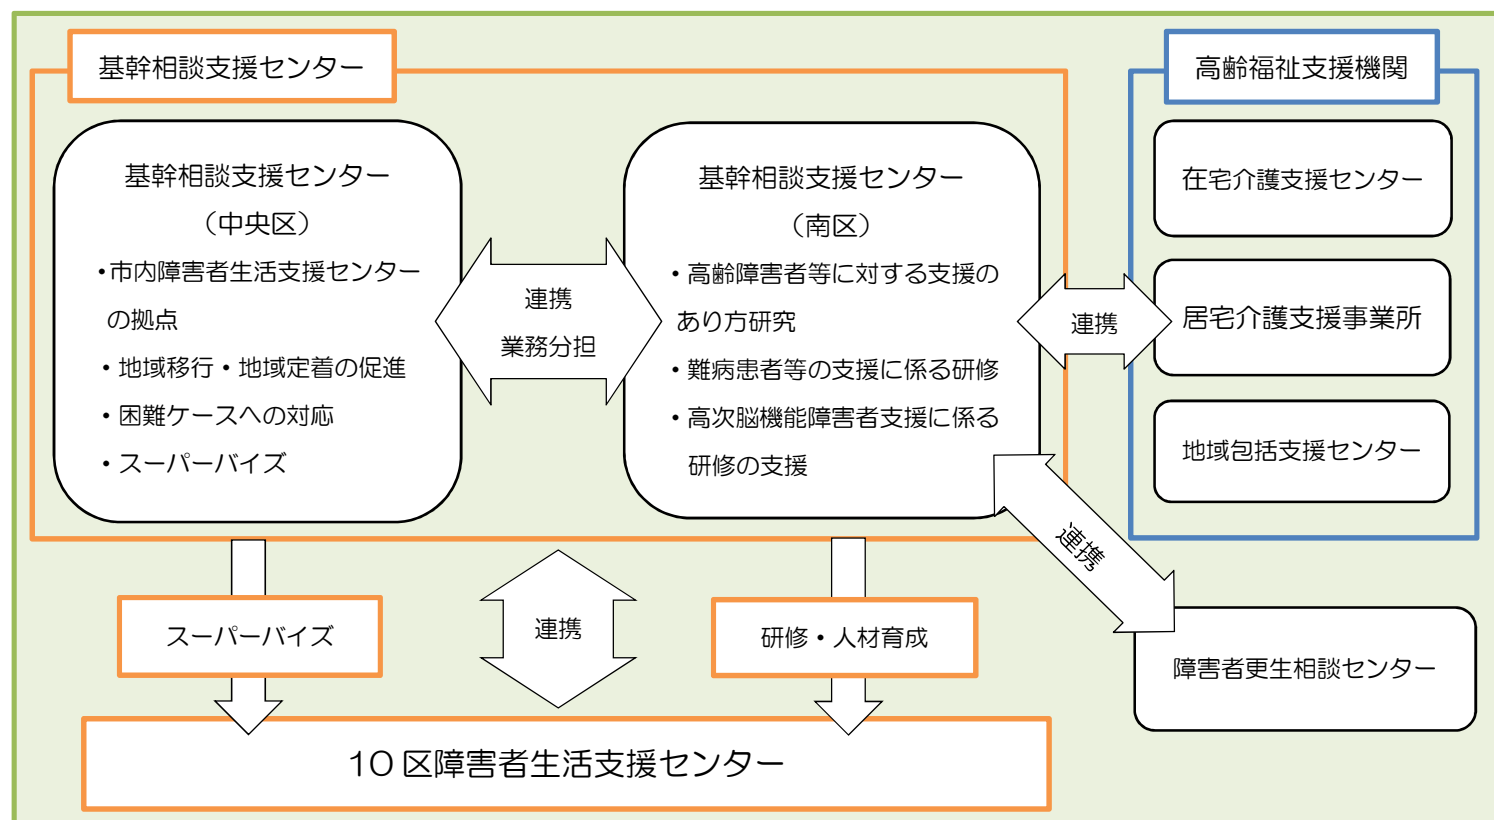 基幹相談支援センター
高齢福祉支援機関
基幹相談支援センター
（中央区）
・市内障害者生活支援センター
の拠点
・地域移行・地域定着の促進
・困難ケースへの対応
・スーパーバイズ
連携
業務分担
基幹相談支援センター
（南区）
・高齢障害者等に対する支援の
あり方研究
・難病患者等の支援に係る研修
・高次脳機能障害者支援に係る
研修の支援
連携
在宅介護支援センター
居宅介護支援事業所
地域包括支援センター
連携
スーパーバイズ
連携
研修・人材育成
障害者更生相談センター
10 区障害者生活支援センター